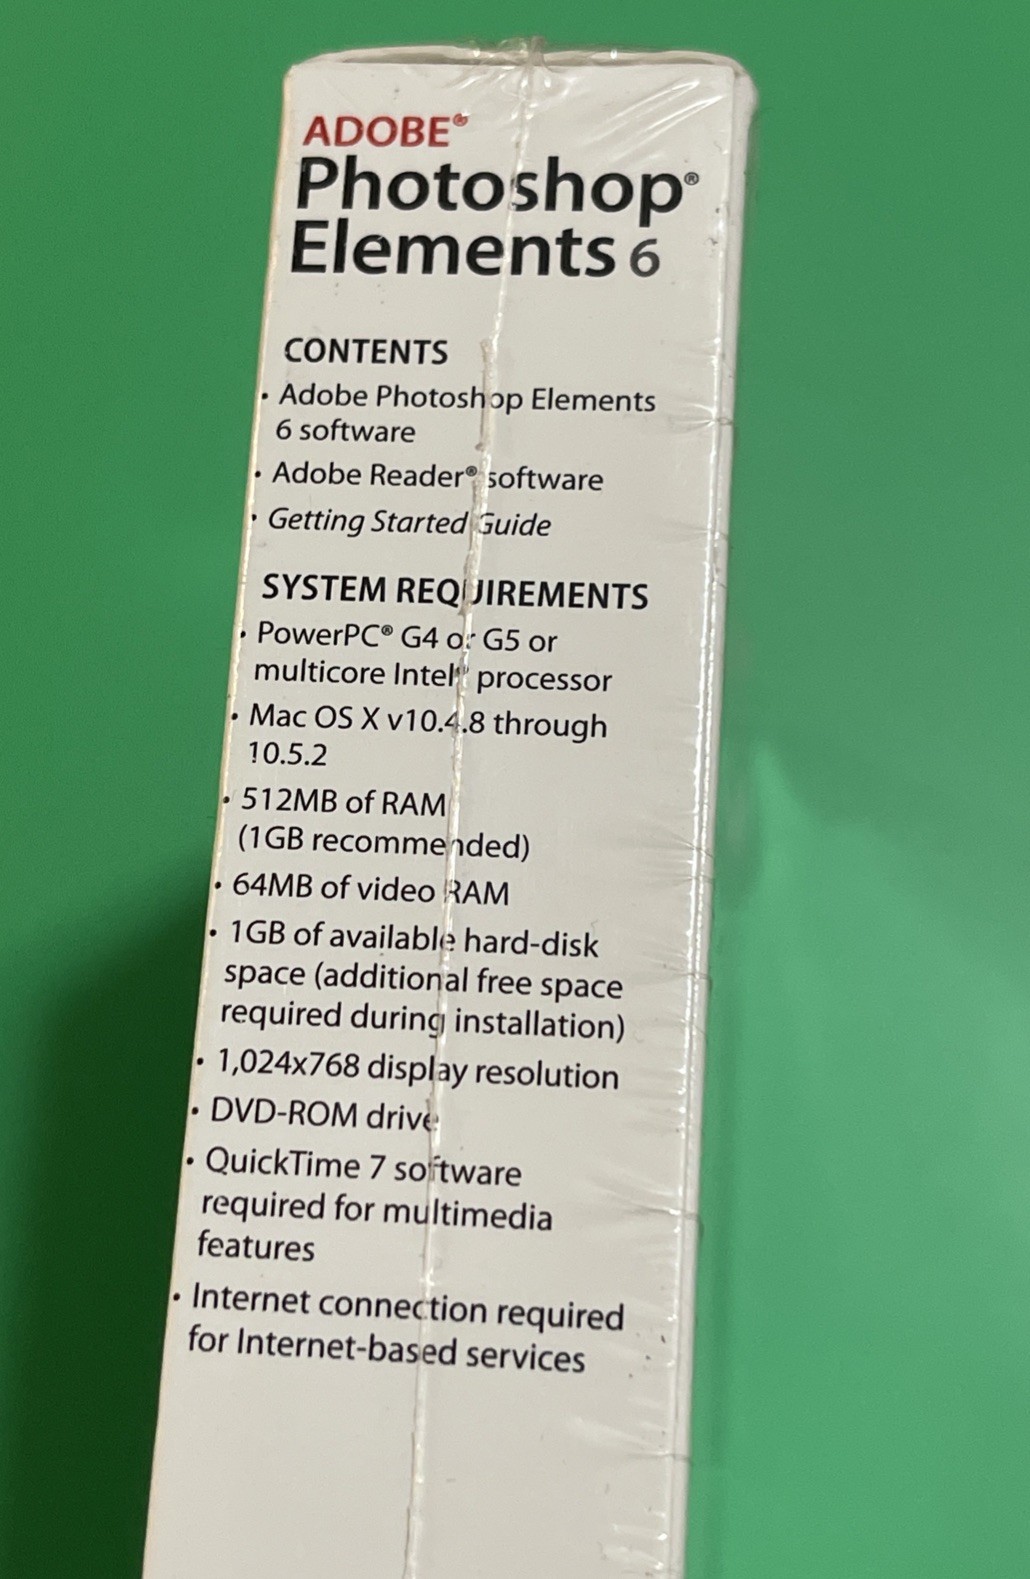 ADOBE®
Photoshop®
Elements 6
CONTENTS
• Adobe Photoshop Elements
6 software
• Adobe Reader® software
• Getting Started Guide
SYSTEM REQUIREMENTS
• PowerPC® G4 or G5 or
multicore Intel® processor
• Mac OS X v10.4.8 through
10.5.2
• 512MB of RAM
(1GB recommended)
• 64MB of video RAM
• 1GB of available hard-disk
space (additional free space
required during installation)
• 1,024x768 display resolution
• DVD-ROM drive
• QuickTime 7 software
required for multimedia
features
• Internet connection required
for Internet-based services